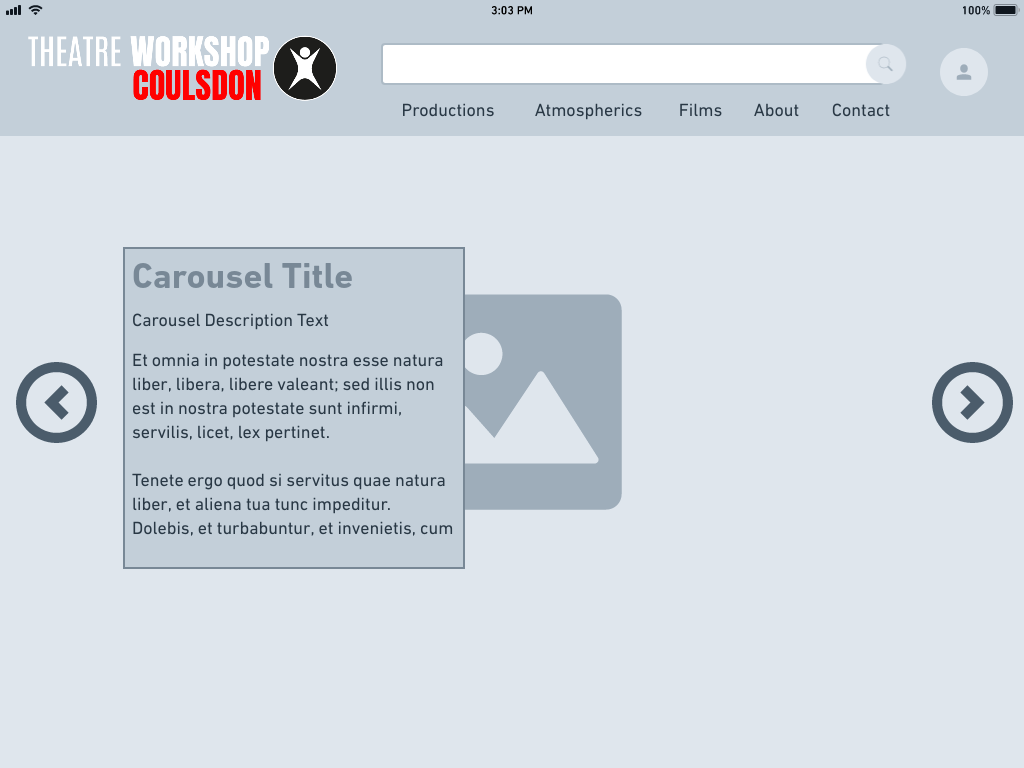 3:03 PM
100%
THEATRE WORKSHOP
COULSDON
Productions
Atmospherics
Films
About
Contact
Carousel Title
Carousel Description Text
Et omnia in potestate nostra esse natura
liber, libera, libere valeant; sed illis non
est in nostra potestate sunt infirmi,
servilis, licet, lex pertinet.
Tenete ergo quod si servitus quae natura
liber, et aliena tua tunc impeditur.
Dolebis, et turbabuntur, et invenietis, cum